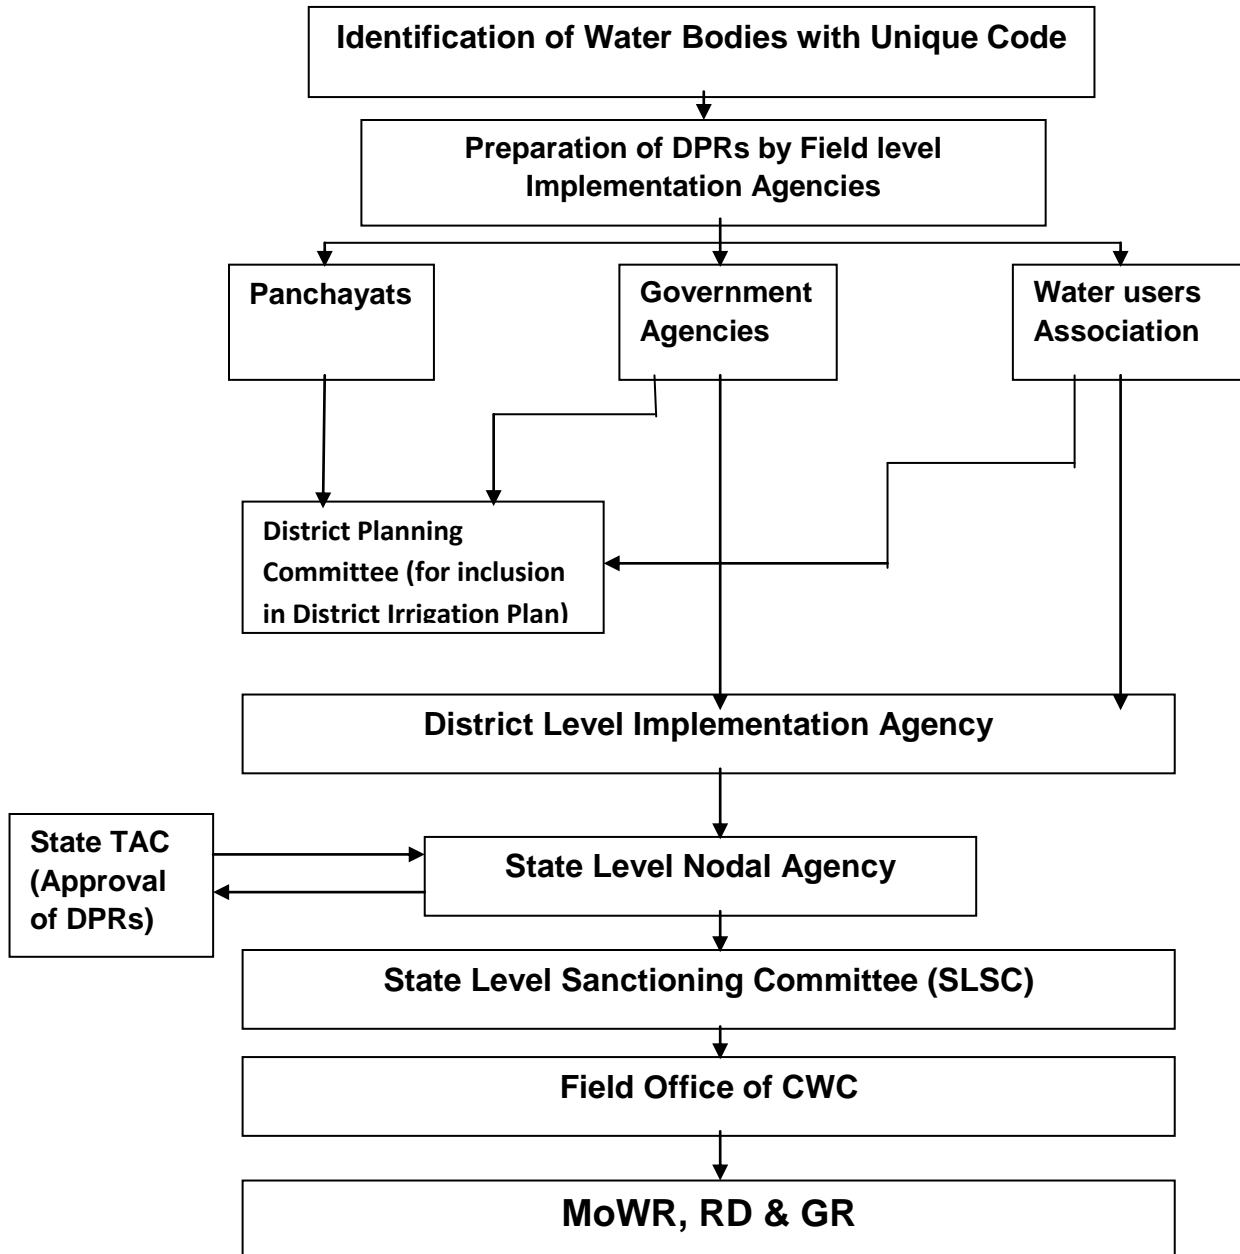 Identification of Water Bodies with Unique Code
Preparation of DPRs by Field level
Implementation Agencies
Panchayats
Government
Agencies
Water users
Association
District Planning
Committee (for inclusion
in District Irrigation Plan)
District Level Implementation Agency
State TAC
(Approval
of DPRs)
State Level Nodal Agency
State Level Sanctioning Committee (SLSC)
Field Office of CWC
MoWR, RD & GR